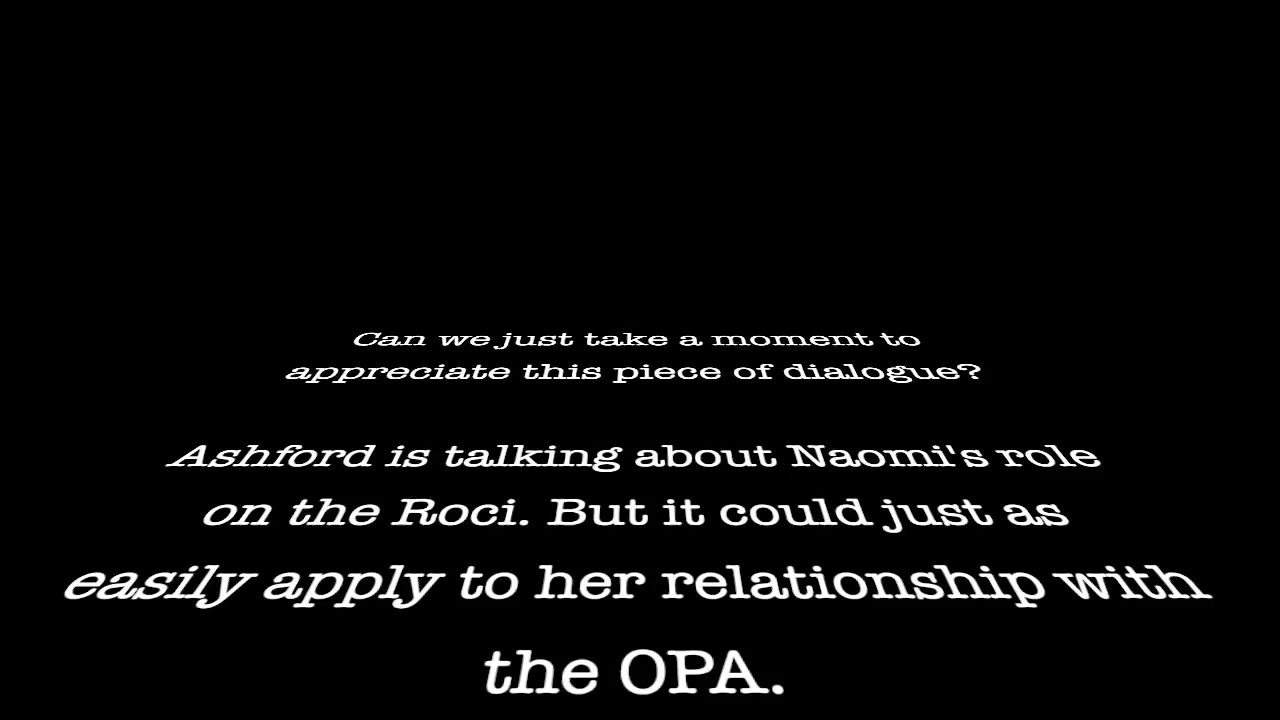 Can we just take a moment to
appreciate this piece of dialogue?
Ashford is talking about Naomi's role
on the Roci. But it could just as
easily apply to her relationship with
the OPA.